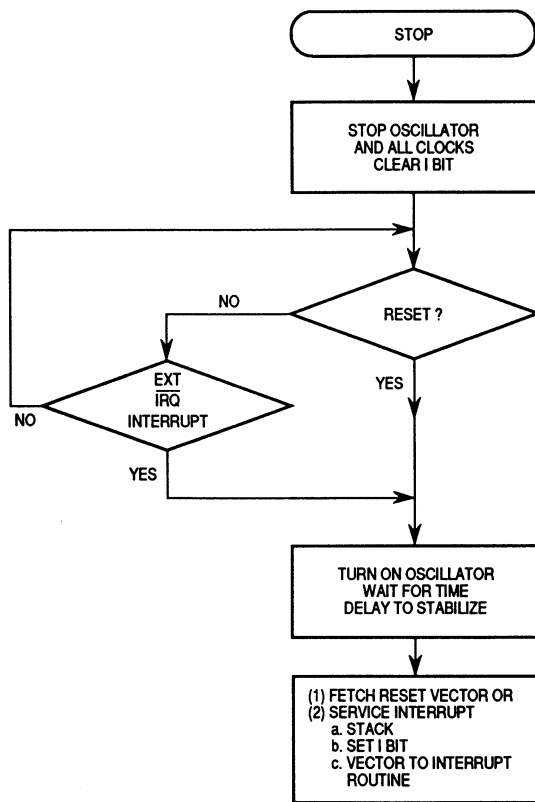 STOP
STOP OSCILLATOR
AND ALL CLOCKS
CLEAR I BIT
RESET ?
NO
YES
EXT
IRQ
INTERRUPT
NO
YES
TURN ON OSCILLATOR
WAIT FOR TIME
DELAY TO STABILIZE
(1) FETCH RESET VECTOR OR
(2) SERVICE INTERRUPT
a. STACK
b. SET I BIT
c. VECTOR TO INTERRUPT
ROUTINE